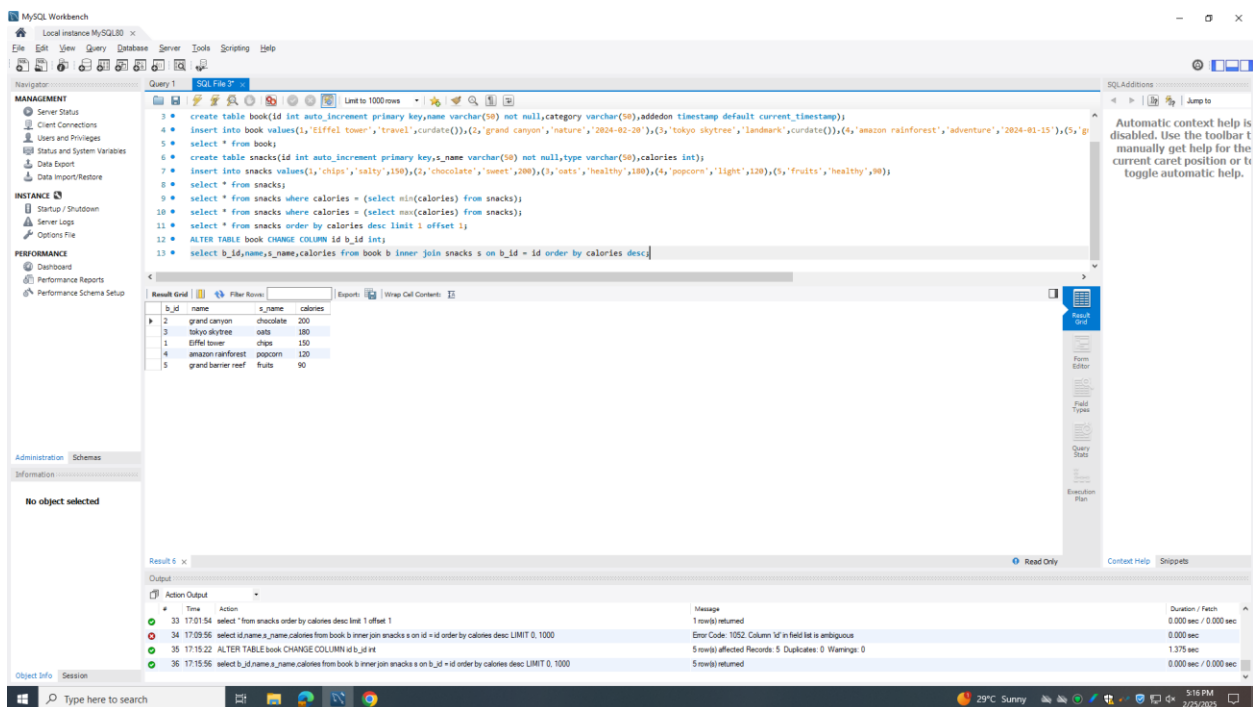 MySQL Workbench
Local instance MySQL80
File Edit View Query Database Server Tools Scripting Help
Navigator
MANAGEMENT
Server Status
Client Connections
Users and Privileges
Status and System Variables
Data Export
Data Import/Restore
INSTANCE
Startup / Shutdown
Server Logs
Options File
PERFORMANCE
Dashboard
Performance Reports
Performance Schema Setup
Administration Schemas
Information
No object selected
Object Info Session
Query 1 SQL File 3*
Limit to 1000 rows
3 create table book(id int auto_increment primary key,name varchar(50) not null,category varchar(50),addedon timestamp default current_timestamp);
4 insert into book values(1,'Eiffel tower','travel',curdate()),(2,'grand canyon','nature','2024-02-20'),(3,'tokyo skytree','landmark',curdate()),(4,'amazon rainforest','adventure','2024-01-15'),(5,'g
5 select * from book;
6 create table snacks(id int auto_increment primary key,s_name varchar(50) not null,type varchar(50),calories int);
7 insert into snacks values(1,'chips','salty',150),(2,'chocolate','sweet',200),(3,'oats','healthy',180),(4,'popcorn','light',120),(5,'fruits','healthy',90);
8 select * from snacks;
9 select * from snacks where calories = (select min(calories) from snacks);
10 select * from snacks where calories = (select max(calories) from snacks);
11 select * from snacks order by calories desc limit 1 offset 1;
12 ALTER TABLE book CHANGE COLUMN id b_id int;
13 select b_id,name,s_name,calories from book b inner join snacks s on b_id = id order by calories desc;
Result Grid Filter Rows: Export: Wrap Cell Content:
b_id name s_name calories
2 grand canyon chocolate 200
3 tokyo skytree oats 180
1 Eiffel tower chips 150
4 amazon rainforest popcorn 120
5 grand barrier reef fruits 90
Result Grid
Form Editor
Field Types
Query Stats
Execution Plan
Result 6
Read Only
SQLAdditions
Jump to
Automatic context help is
disabled. Use the toolbar t
manually get help for the
current caret position or t
toggle automatic help.
Context Help Snippets
Output
Action Output
# Time Action Message Duration / Fetch
33 17:01:54 select * from snacks order by calories desc limit 1 offset 1 1 row(s) returned 0.000 sec / 0.000 sec
34 17:09:56 select id,name,s_name,calories from book b inner join snacks s on id = id order by calories desc LIMIT 0, 1000 Error Code: 1052. Column 'id' in field list is ambiguous 0.000 sec
35 17:15:22 ALTER TABLE book CHANGE COLUMN id b_id int 5 row(s) affected Records: 5 Duplicates: 0 Warnings: 0 1.375 sec
36 17:15:56 select b_id,name,s_name,calories from book b inner join snacks s on b_id = id order by calories desc LIMIT 0, 1000 5 row(s) returned 0.000 sec / 0.000 sec
Type here to search
29°C Sunny
5:16 PM
2/25/2025